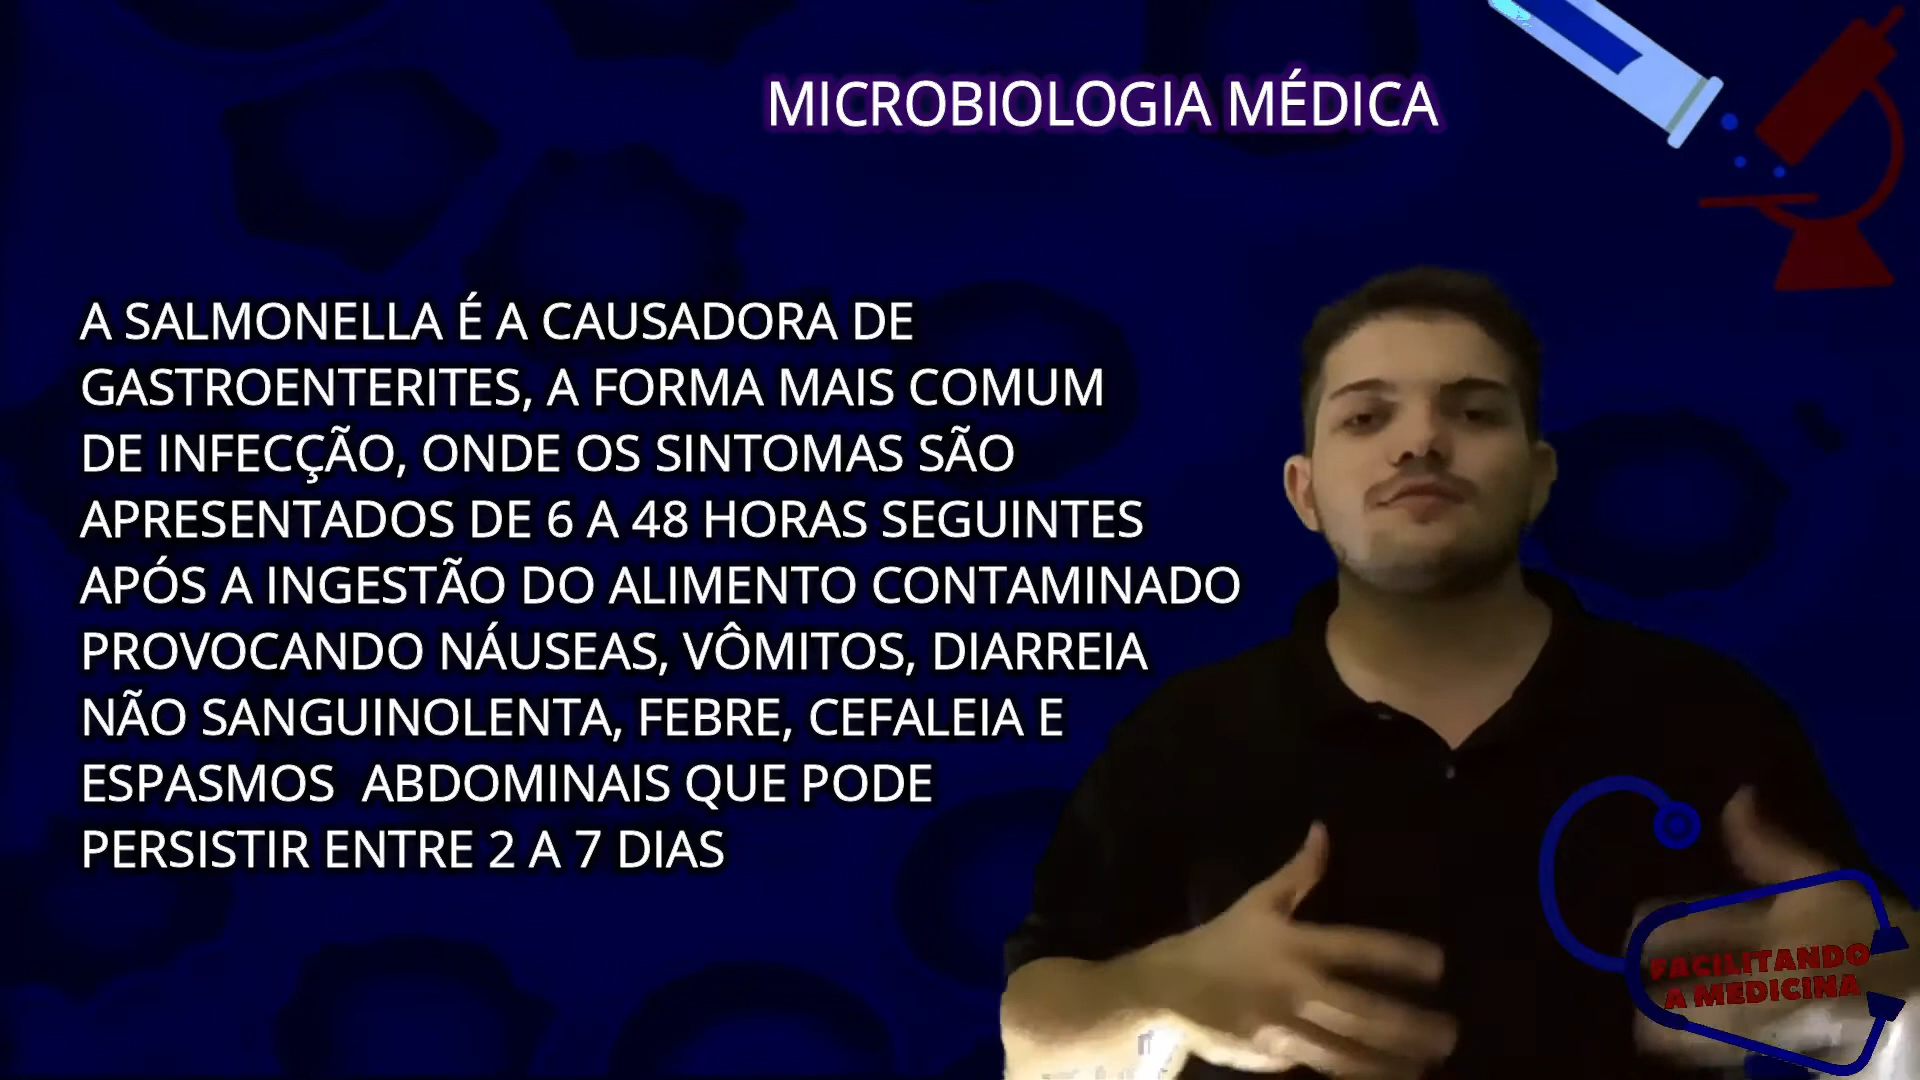 MICROBIOLOGIA MÉDICA
A SALMONELLA É A CAUSADORA DE
GASTROENTERITES, A FORMA MAIS COMUM
DE INFECÇÃO, ONDE OS SINTOMAS SÃO
APRESENTADOS DE 6 A 48 HORAS SEGUINTES
APÓS A INGESTÃO DO ALIMENTO CONTAMINADO
PROVOCANDO NÁUSEAS, VÔMITOS, DIARREIA
NÃO SANGUINOLENTA, FEBRE, CEFALEIA E
ESPASMOS  ABDOMINAIS QUE PODE
PERSISTIR ENTRE 2 A 7 DIAS
FACILITANDO
A MEDICINA